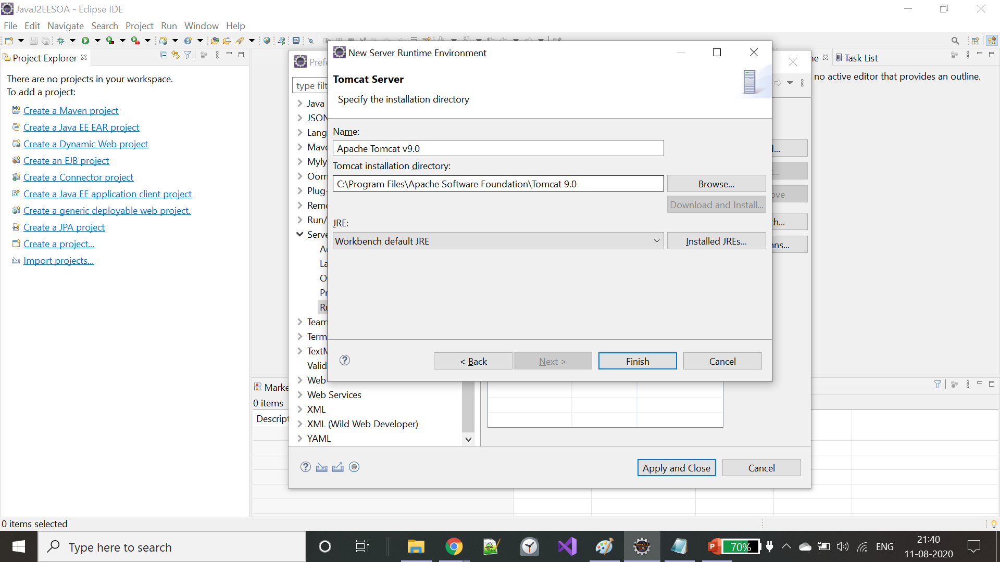 JavaJ2EESOA - Eclipse IDE
File Edit Navigate Search Project Run Window Help
Project Explorer
There are no projects in your workspace.
To add a project:
Create a Maven project
Create a Java EE EAR project
Create a Dynamic Web project
Create an EJB project
Create a Connector project
Create a Java EE application client project
Create a generic deployable web project.
Create a JPA project
Create a project...
Import projects...
0 items selected
Prefe
type filt
Java
JSON
Lang
Mave
Myly
Oom
Plug-
Remo
Run/
Serve
Au
La
O
Pr
Ru
Team
Term
TextM
Valid
Web
Web Services
XML
XML (Wild Web Developer)
YAML
Apply and Close
Cancel
New Server Runtime Environment
Tomcat Server
Specify the installation directory
Name:
Apache Tomcat v9.0
Tomcat installation directory:
C:\Program Files\Apache Software Foundation\Tomcat 9.0
Browse...
Download and Install...
JRE:
Workbench default JRE
Installed JREs...
< Back
Next >
Finish
Cancel
ove
ch...
ns...
ne
Task List
no active editor that provides an outline.
Marke
0 items
Descript
Type here to search
70%
ENG
21:40
11-08-2020